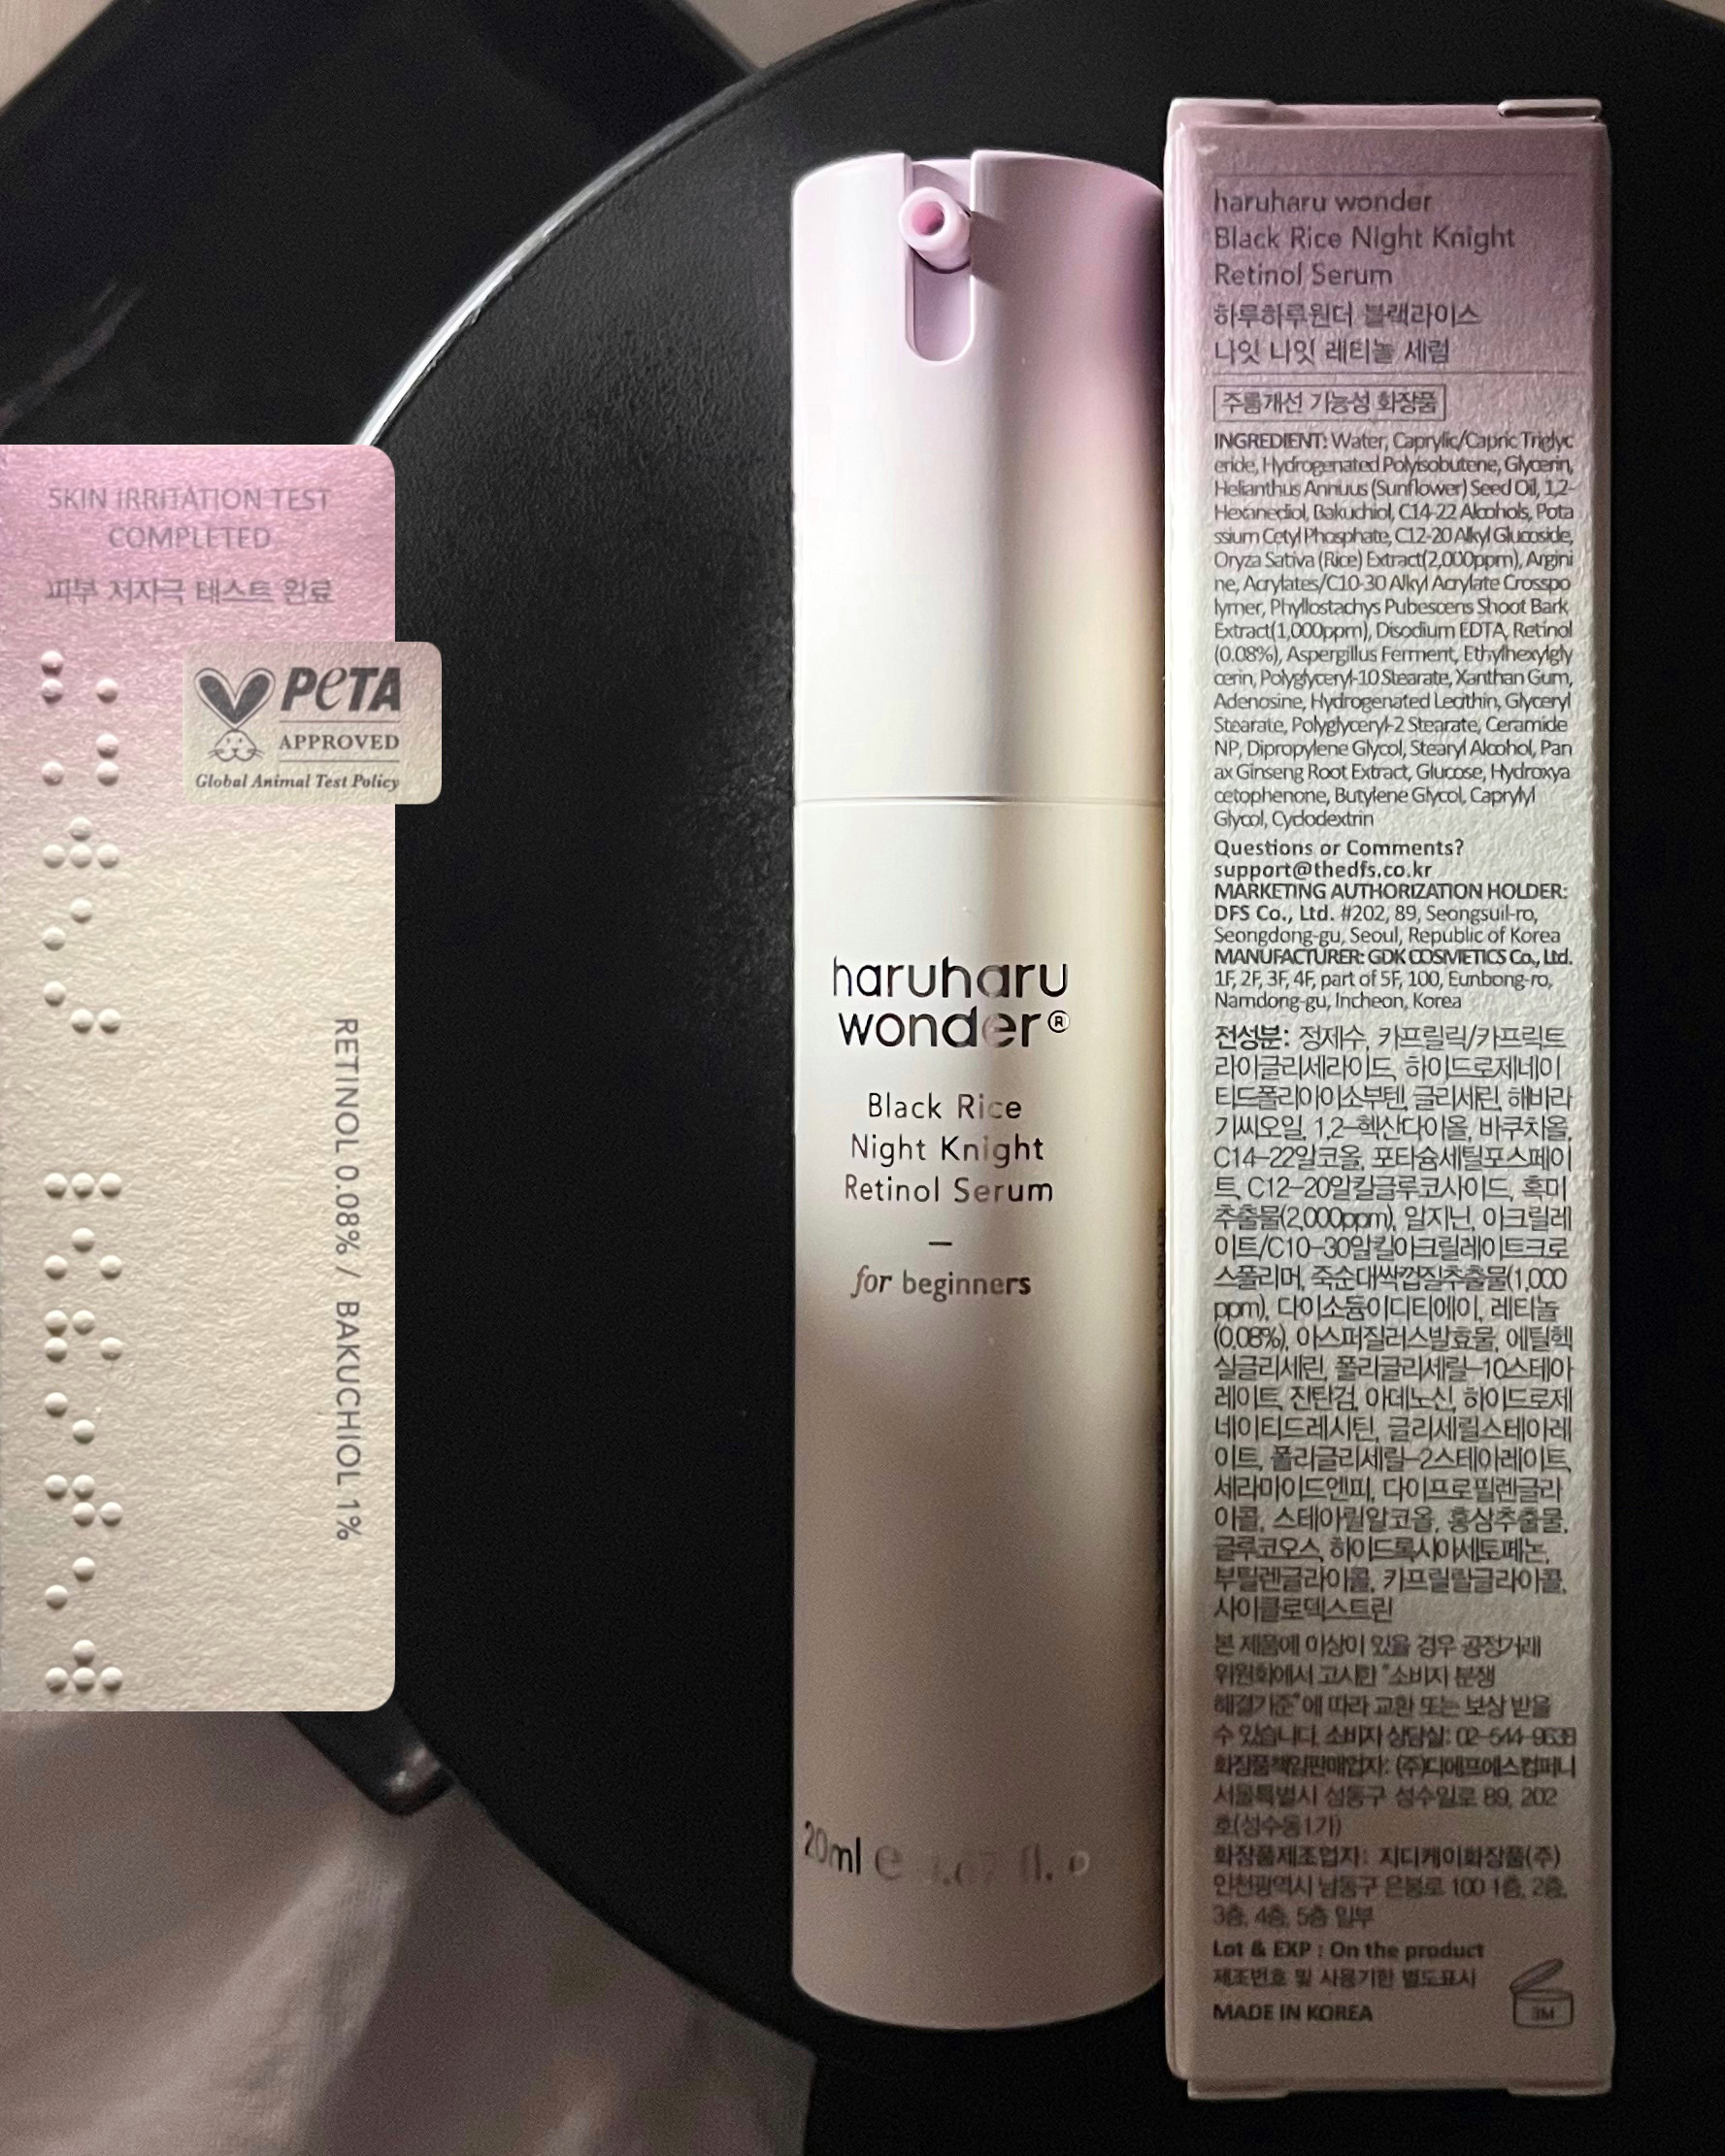 SKIN IRRITATION TEST
COMPLETED
피부 저자극 테스트 완료
PETA
APPROVED
Global Animal Test Policy
RETINOL 0.08% / BAKUCHIOL 1%
haruharu
wonder®
Black Rice
Night Knight
Retinol Serum
–
for beginners
20ml e fl.
haruharu wonder
Black Rice Night Knight
Retinol Serum
하루하루원더 블랙라이스
나잇 나잇 레티놀 세럼
주름개선 기능성 화장품
INGREDIENT: Water, Caprylic/Capric Triglyc
eride, Hydrogenated Polyisobutene, Glycerin,
Helianthus Annuus (Sunflower) Seed Oil, 1,2-
Hexanediol, Bakuchiol, C14-22 Alcohols, Pota
ssium Cetyl Phosphate, C12-20 Alkyl Glucoside,
Oryza Sativa (Rice) Extract(2,000ppm), Argini
ne, Acrylates/C10-30 Alkyl Acrylate Crosspo
lymer, Phyllostachys Pubescens Shoot Bark
Extract(1,000ppm), Disodium EDTA, Retinol
(0.08%), Aspergillus Ferment, Ethylhexylgly
cerin, Polyglyceryl-10 Stearate, Xanthan Gum,
Adenosine, Hydrogenated Lecithin, Glyceryl
Stearate, Polyglyceryl-2 Stearate, Ceramide
NP, Dipropylene Glycol, Stearyl Alcohol, Pan
ax Ginseng Root Extract, Glucose, Hydroxya
cetophenone, Butylene Glycol, Caprylyl
Glycol, Cyclodextrin
Questions or Comments?
support@thedfs.co.kr
MARKETING AUTHORIZATION HOLDER:
DFS Co., Ltd. #202, 89, Seongsuil-ro,
Seongdong-gu, Seoul, Republic of Korea
MANUFACTURER: GDK COSMETICS Co., Ltd.
1F, 2F, 3F, 4F, part of 5F, 100, Eunbong-ro,
Namdong-gu, Incheon, Korea
전성분: 정제수, 카프릴릭/카프릭트
라이글리세라이드, 하이드로제네이
티드폴리아이소부텐, 글리세린, 해바라
기씨오일, 1,2–헥산다이올, 바쿠치올,
C14–22알코올, 포타슘세틸포스페이
트, C12–20알킬글루코사이드, 흑미
추출물(2,000ppm), 알지닌, 아크릴레
이트/C10–30알킬아크릴레이트크로
스폴리머, 죽순대싹껍질추출물(1,000
ppm), 다이소듐이디티에이, 레티놀
(0.08%), 아스퍼질러스발효물, 에틸헥
실글리세린, 폴리글리세릴–10스테아
레이트, 잔탄검, 아데노신, 하이드로제
네이티드레시틴, 글리세릴스테아레
이트, 폴리글리세릴–2스테아레이트,
세라마이드엔피, 다이프로필렌글라
이콜, 스테아릴알코올, 홍삼추출물,
글루코오스, 하이드록시아세토페논,
부틸렌글라이콜, 카프릴릴글라이콜,
사이클로덱스트린
본 제품에 이상이 있을 경우 공정거래
위원회에서 고시한 "소비자 분쟁
해결기준"에 따라 교환 또는 보상 받을
수 있습니다. 소비자 상담실: 02–544–9638
화장품책임판매업자: (주)디에프에스컴퍼니
서울특별시 성동구 성수일로 89, 202
호(성수동1가)
화장품제조업자: 지디케이화장품(주)
인천광역시 남동구 은봉로 100 1층, 2층,
3층, 4층, 5층 일부
Lot & EXP : On the product
제조번호 및 사용기한 별도표시
MADE IN KOREA
3M